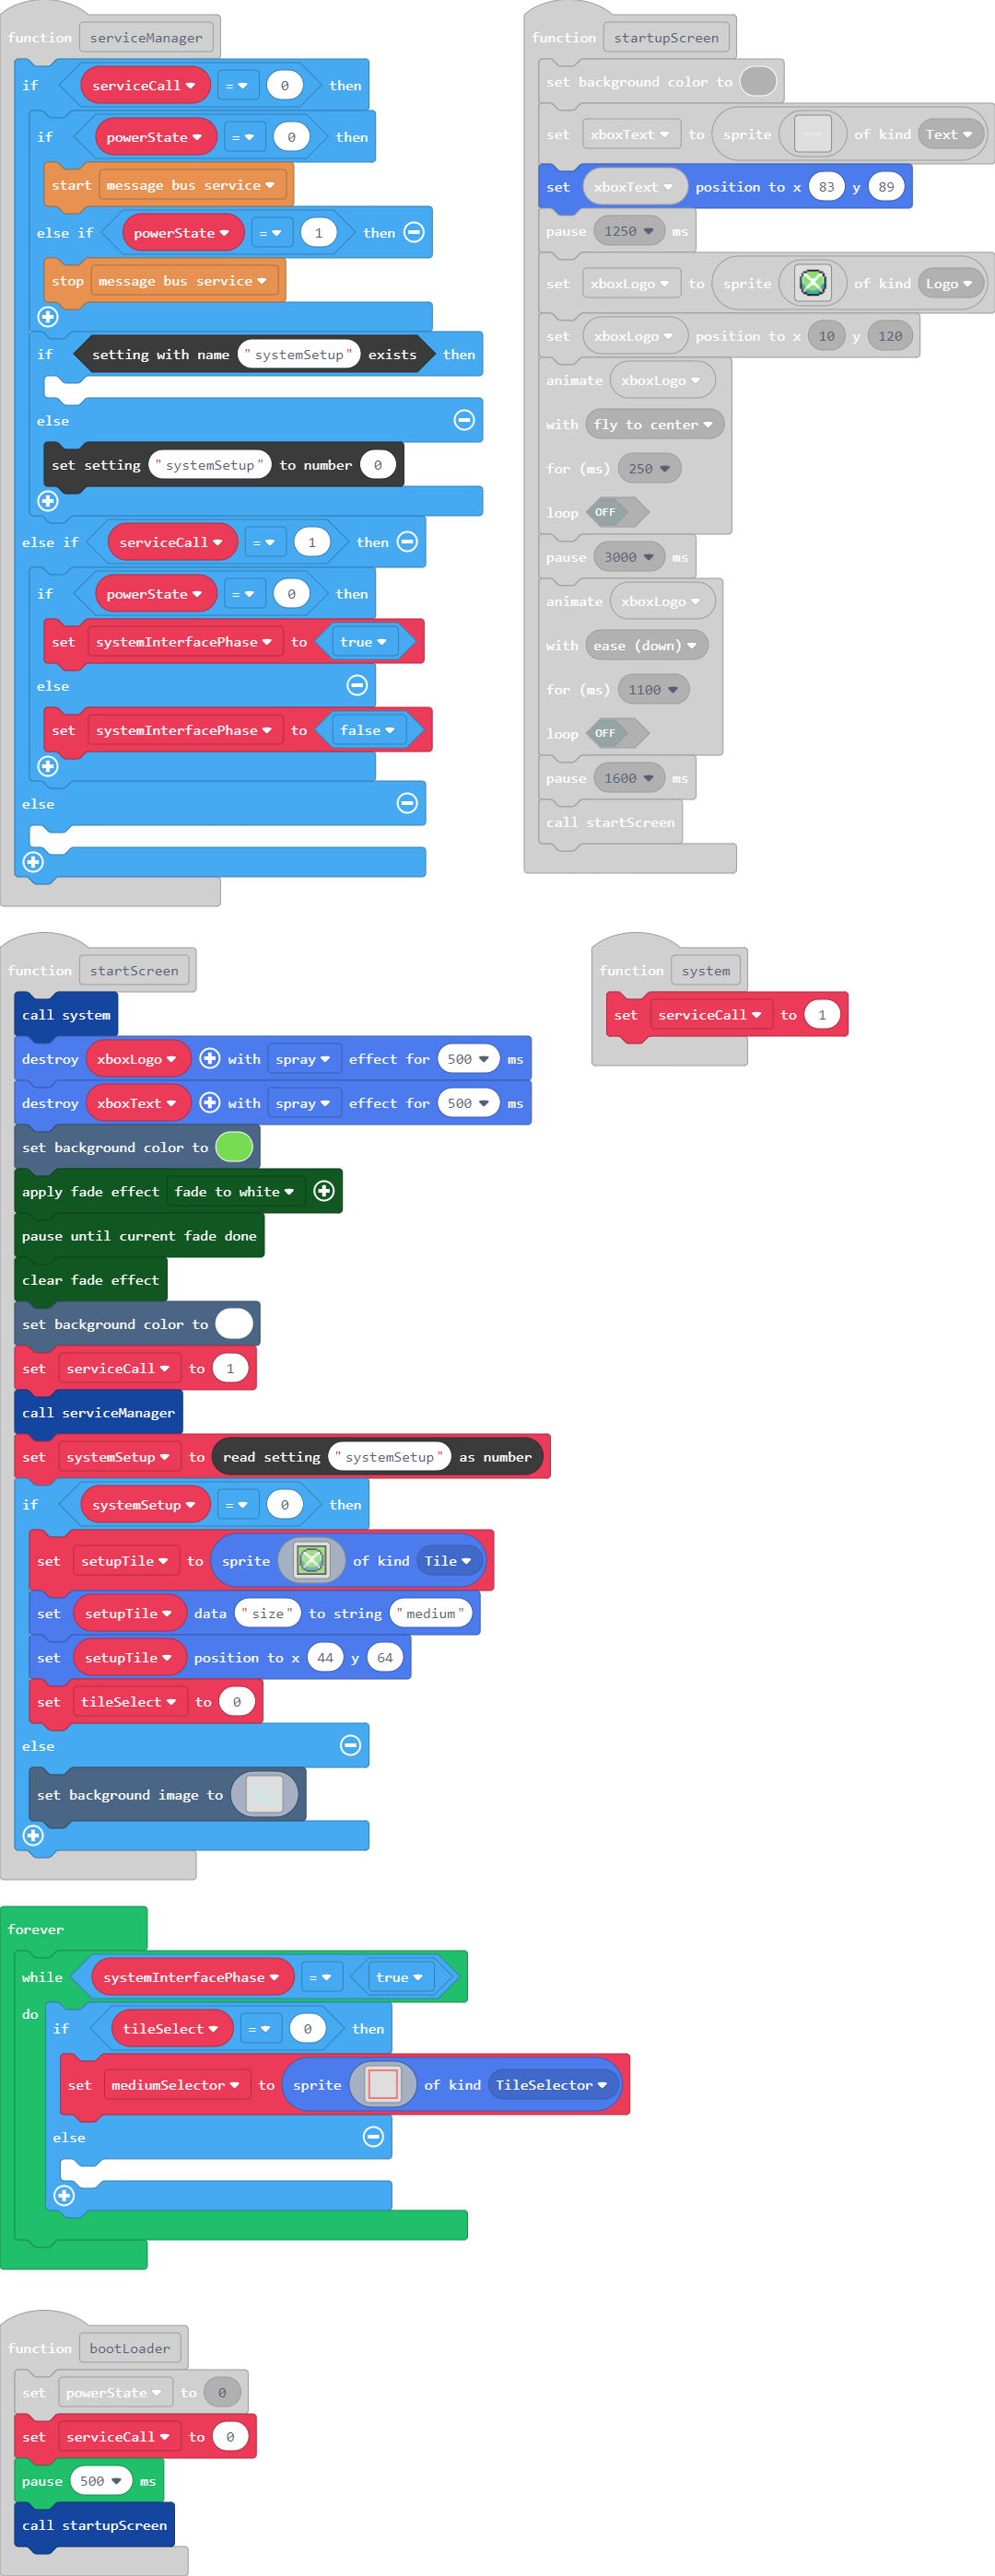 function serviceManager
if serviceCall = 0 then
if powerState = 0 then
start message bus service
else if powerState = 1 then
stop message bus service
if setting with name "systemSetup" exists then
else
set setting "systemSetup" to number 0
else if serviceCall = 1 then
if powerState = 0 then
set systemInterfacePhase to true
else
set systemInterfacePhase to false
else
function startupScreen
set background color to
set xboxText to sprite of kind Text
set xboxText position to x 83 y 89
pause 1250 ms
set xboxLogo to sprite of kind Logo
set xboxLogo position to x 10 y 120
animate xboxLogo
with fly to center
for (ms) 250
loop OFF
pause 3000 ms
animate xboxLogo
with ease (down)
for (ms) 1100
loop OFF
pause 1600 ms
call startScreen
function startScreen
call system
destroy xboxLogo with spray effect for 500 ms
destroy xboxText with spray effect for 500 ms
set background color to
apply fade effect fade to white
pause until current fade done
clear fade effect
set background color to
set serviceCall to 1
call serviceManager
set systemSetup to read setting "systemSetup" as number
if systemSetup = 0 then
set setupTile to sprite of kind Tile
set setupTile data "size" to string "medium"
set setupTile position to x 44 y 64
set tileSelect to 0
else
set background image to
function system
set serviceCall to 1
forever
while systemInterfacePhase = true
do if tileSelect = 0 then
set mediumSelector to sprite of kind TileSelector
else
function bootLoader
set powerState to 0
set serviceCall to 0
pause 500 ms
call startupScreen